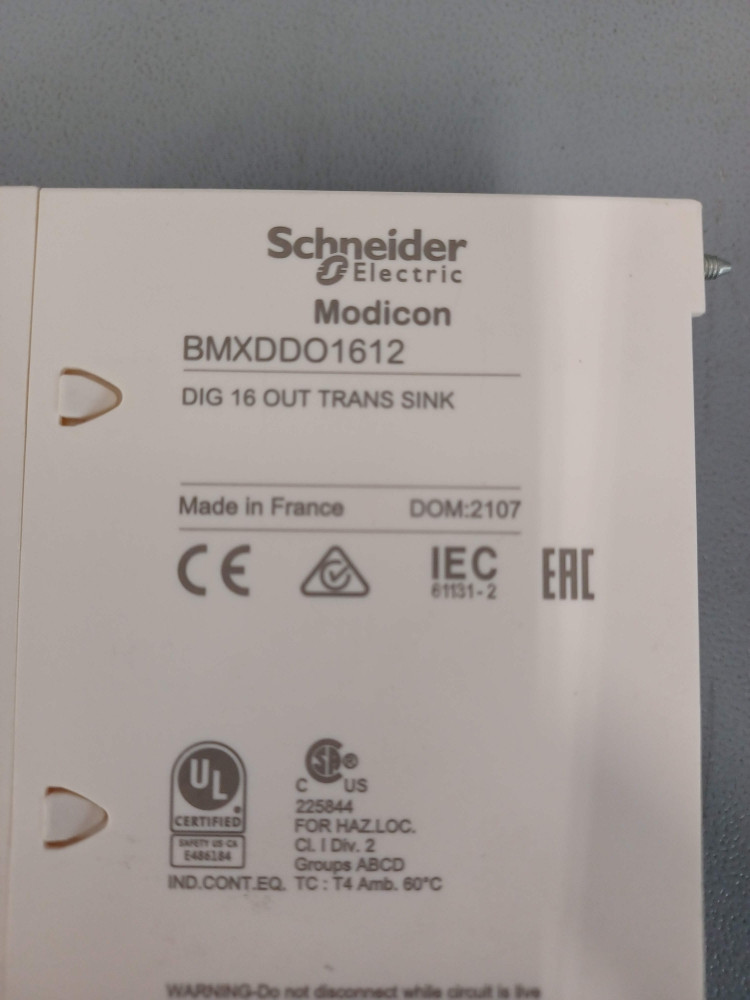 Schneider
Electric
Modicon
BMXDDO1612
DIG 16 OUT TRANS SINK
Made in France DOM:2107
CE IEC EAC
61131-2
UL
CERTIFIED
SAFETY US-CA
E486184
SA®
C US
225844
FOR HAZ.LOC.
Cl. I Div. 2
Groups ABCD
IND.CONT.EQ. TC : T4 Amb. 60°C
WARNING-Do not disconnect while circuit is live